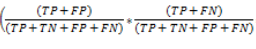 ( (TP+FP) / (TP+TN+FP+FN) * (TP+FN) / (TP+TN+FP+FN)